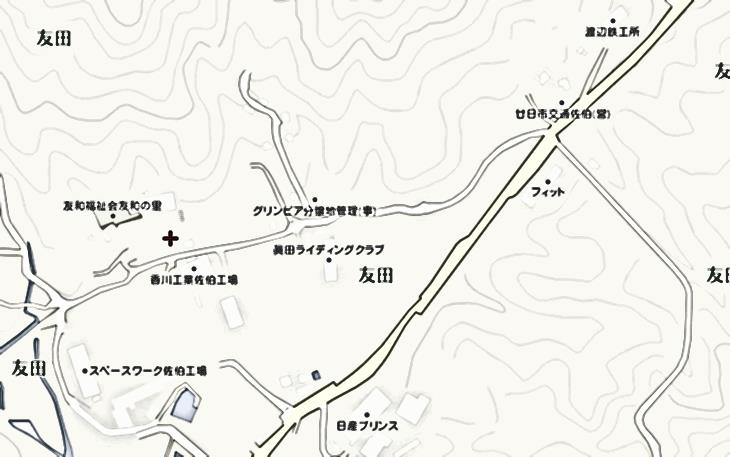 渡辺鉄工所
友田
友
廿日市交通佐伯(営)
フィット
友和福祉会友和の里
グリンピア分譲地管理(事)
眞田ライディングクラブ
香川工業佐伯工場
友田
友田
友田
スペースワーク佐伯工場
日産プリンス